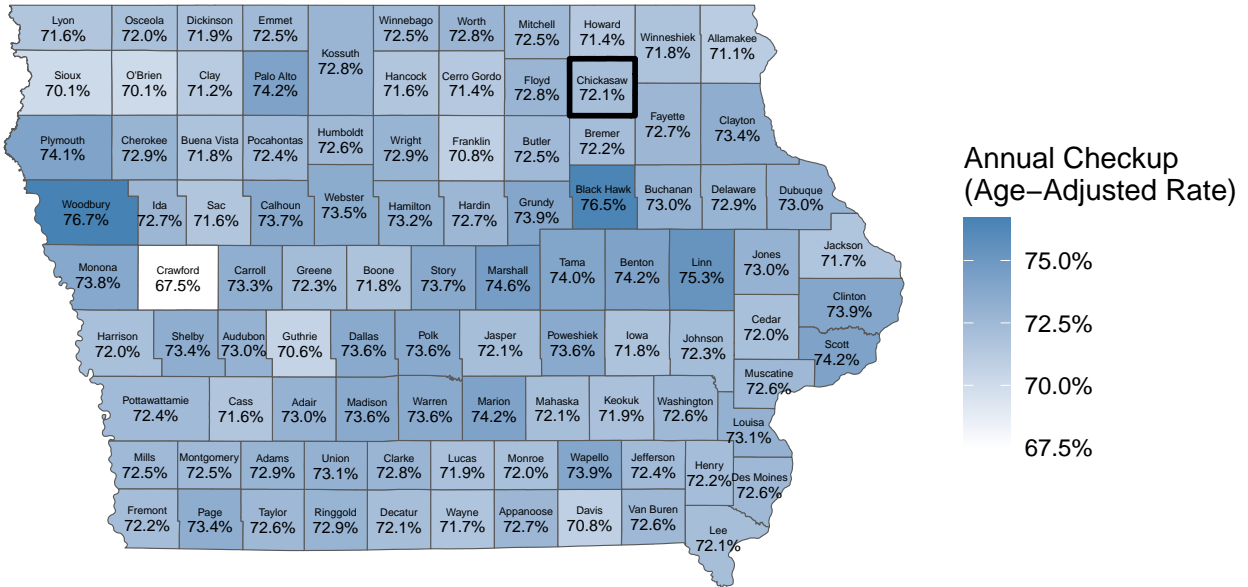 Lyon
71.6%
Osceola
72.0%
Dickinson
71.9%
Emmet
72.5%
Kossuth
72.8%
Winnebago
72.5%
Worth
72.8%
Mitchell
72.5%
Howard
71.4%
Winneshiek
71.8%
Allamakee
71.1%
Sioux
70.1%
O'Brien
70.1%
Clay
71.2%
Palo Alto
74.2%
Hancock
71.6%
Cerro Gordo
71.4%
Floyd
72.8%
Chickasaw
72.1%
Fayette
72.7%
Clayton
73.4%
Plymouth
74.1%
Cherokee
72.9%
Buena Vista
71.8%
Pocahontas
72.4%
Humboldt
72.6%
Wright
72.9%
Franklin
70.8%
Butler
72.5%
Bremer
72.2%
Woodbury
76.7%
Ida
72.7%
Sac
71.6%
Calhoun
73.7%
Webster
73.5%
Hamilton
73.2%
Hardin
72.7%
Grundy
73.9%
Black Hawk
76.5%
Buchanan
73.0%
Delaware
72.9%
Dubuque
73.0%
Monona
73.8%
Crawford
67.5%
Carroll
73.3%
Greene
72.3%
Boone
71.8%
Story
73.7%
Marshall
74.6%
Tama
74.0%
Benton
74.2%
Linn
75.3%
Jones
73.0%
Jackson
71.7%
Clinton
73.9%
Harrison
72.0%
Shelby
73.4%
Audubon
73.0%
Guthrie
70.6%
Dallas
73.6%
Polk
73.6%
Jasper
72.1%
Poweshiek
73.6%
Iowa
71.8%
Johnson
72.3%
Cedar
72.0%
Scott
74.2%
Muscatine
72.6%
Pottawattamie
72.4%
Cass
71.6%
Adair
73.0%
Madison
73.6%
Warren
73.6%
Marion
74.2%
Mahaska
72.1%
Keokuk
71.9%
Washington
72.6%
Louisa
73.1%
Mills
72.5%
Montgomery
72.5%
Adams
72.9%
Union
73.1%
Clarke
72.8%
Lucas
71.9%
Monroe
72.0%
Wapello
73.9%
Jefferson
72.4%
Henry
72.2%
Des Moines
72.6%
Fremont
72.2%
Page
73.4%
Taylor
72.6%
Ringgold
72.9%
Decatur
72.1%
Wayne
71.7%
Appanoose
72.7%
Davis
70.8%
Van Buren
72.6%
Lee
72.1%
Annual Checkup
(Age−Adjusted Rate)
75.0%
72.5%
70.0%
67.5%